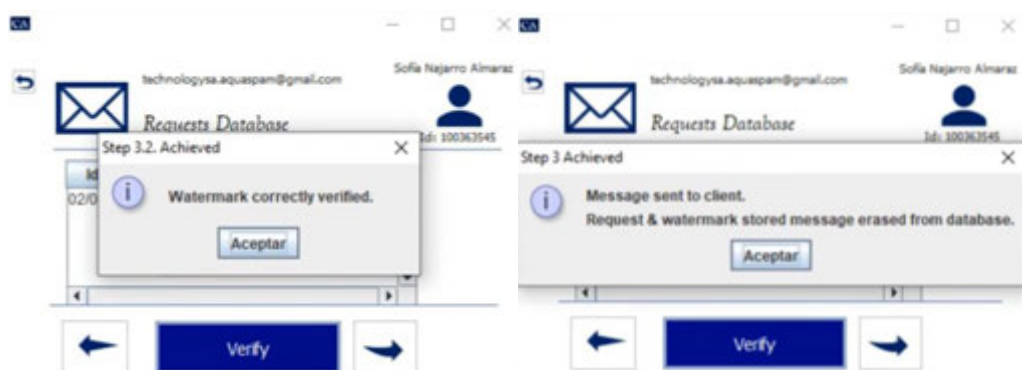 CA
technologysa.aquaspam@gmail.com
Sofía Najarro Almaraz
Requests Database
Id: 100363545
Step 3.2. Achieved
Id
02/0
Watermark correctly verified.
Aceptar
Verify
CA
technologysa.aquaspam@gmail.com
Sofía Najarro Almaraz
Requests Database
Id: 100363545
Step 3 Achieved
Message sent to client.
Request & watermark stored message erased from database.
Aceptar
Verify